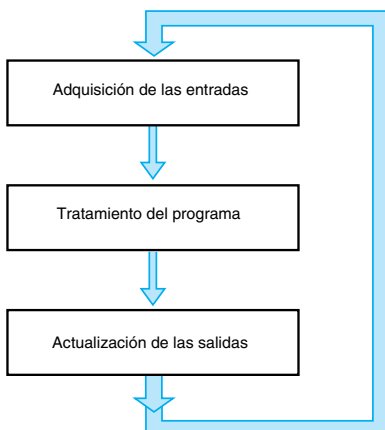 Adquisición de las entradas
Tratamiento del programa
Actualización de las salidas